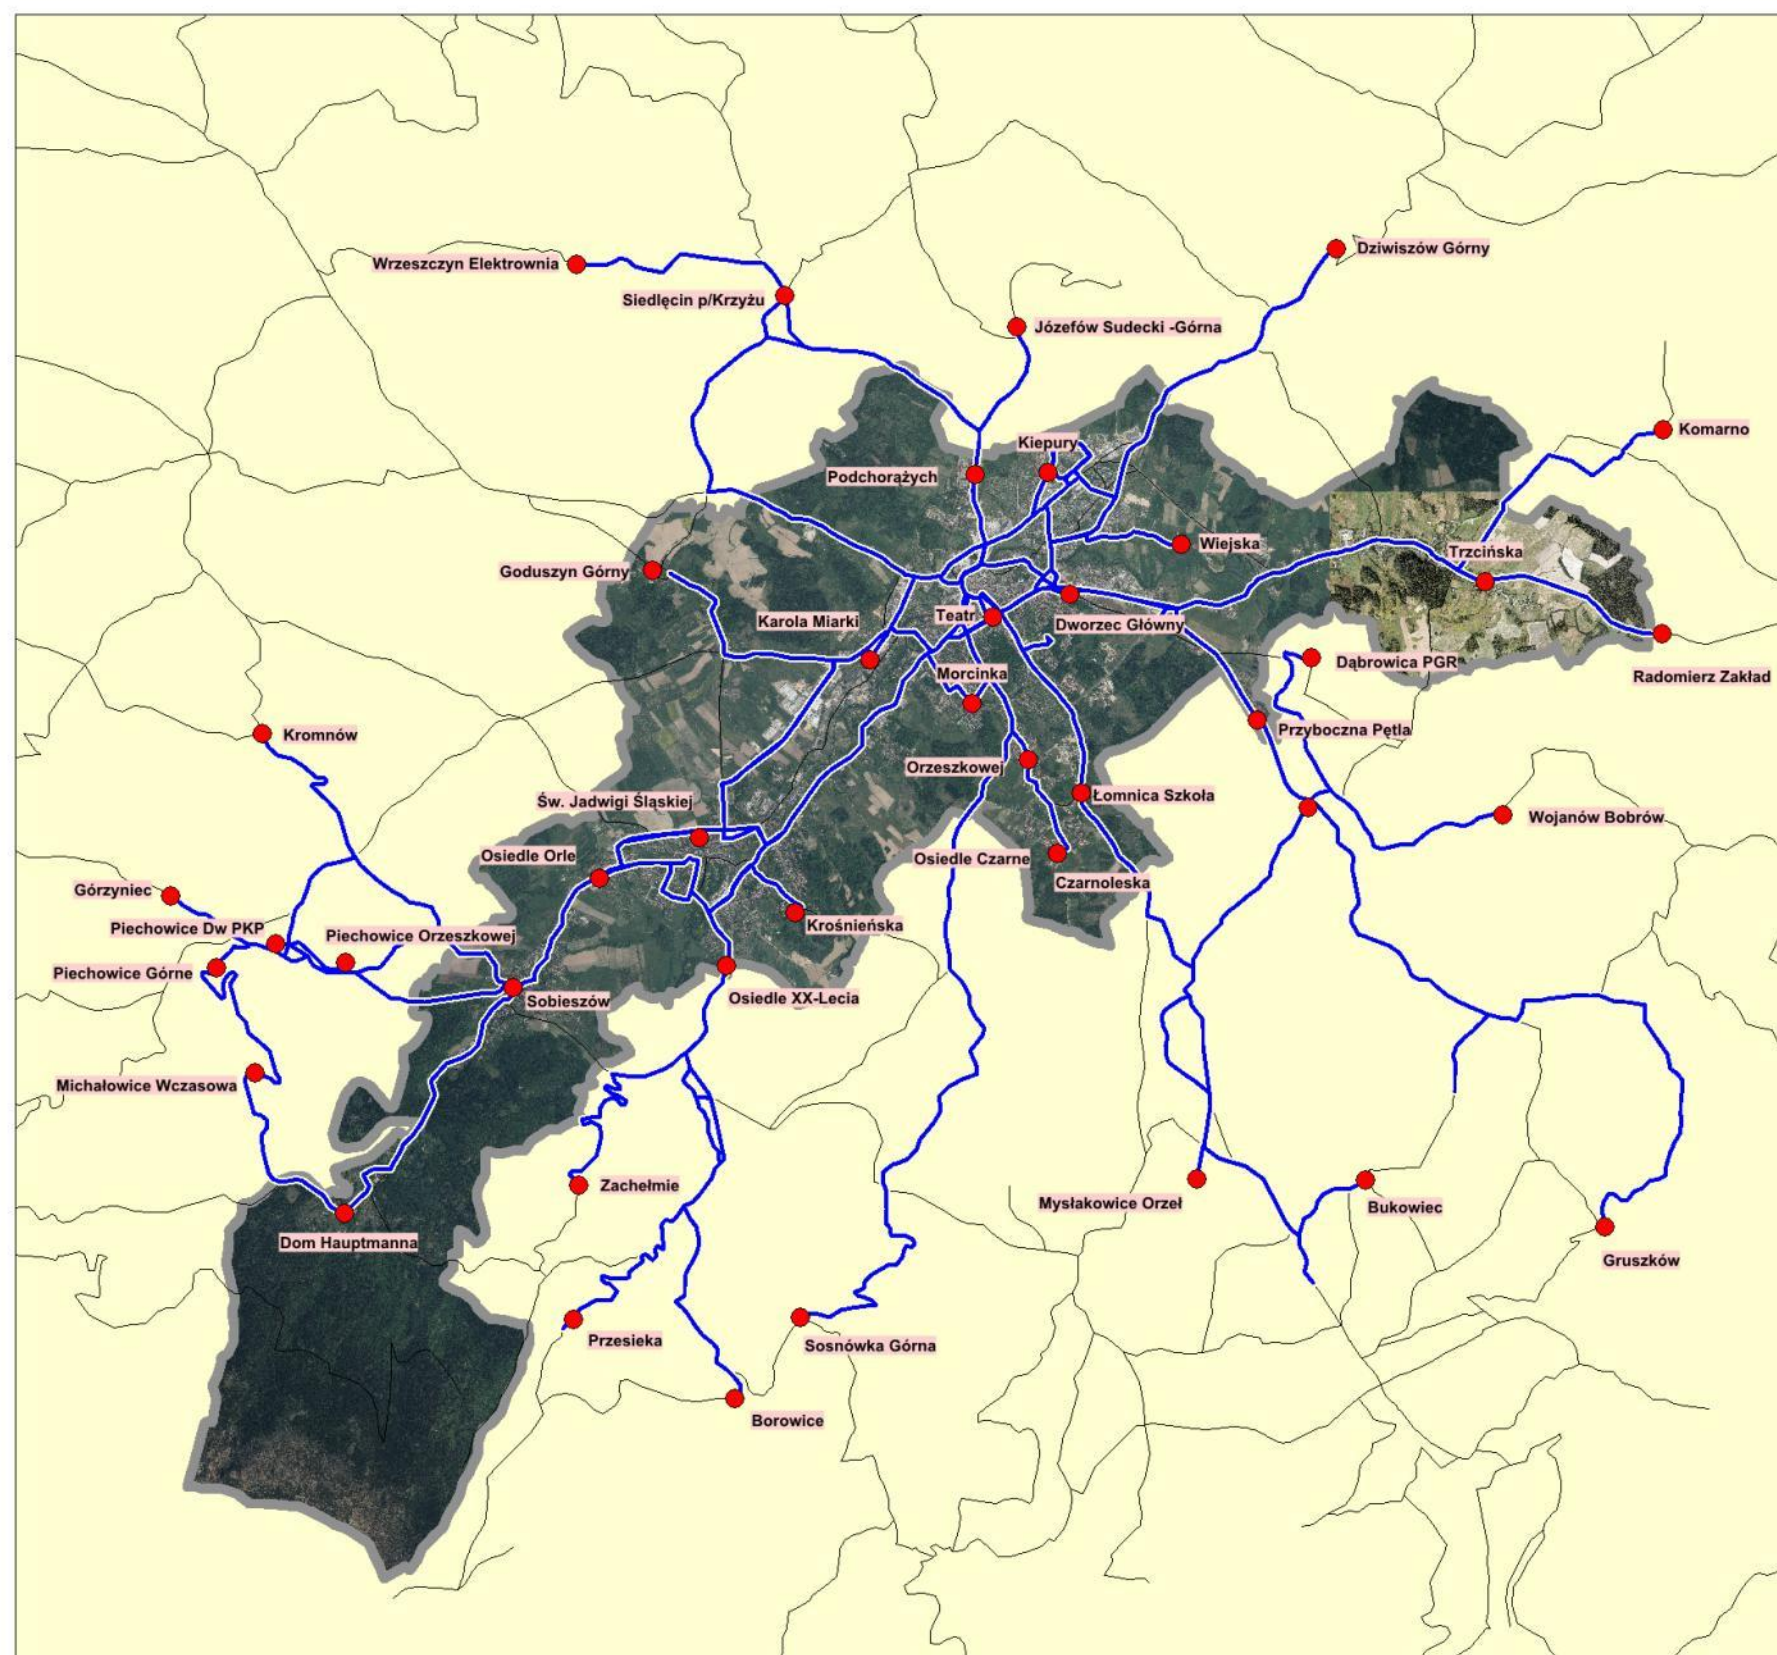 Dziwiszów Górny
Wrzeszczyn Elektrownia
Siedlęcin p/Krzyżu
Józefów Sudecki -Górna
Komarno
Kiepury
Podchorążych
Wiejska
Trzcińska
Goduszyn Górny
Karola Miarki
Teatr
Dworzec Główny
Dąbrowica PGR
Radomierz Zakład
Morcinka
Przyboczna Pętla
Kromnów
Orzeszkowej
Łomnica Szkoła
Św. Jadwigi Śląskiej
Wojanów Bobrów
Osiedle Orle
Osiedle Czarne
Czarnoleska
Górzyniec
Krośnieńska
Piechowice Dw PKP
Piechowice Orzeszkowej
Piechowice Górne
Sobieszów
Osiedle XX-Lecia
Michałowice Wczasowa
Zachełmie
Mysłakowice Orzeł
Bukowiec
Dom Hauptmanna
Gruszków
Przesieka
Sosnówka Górna
Borowice